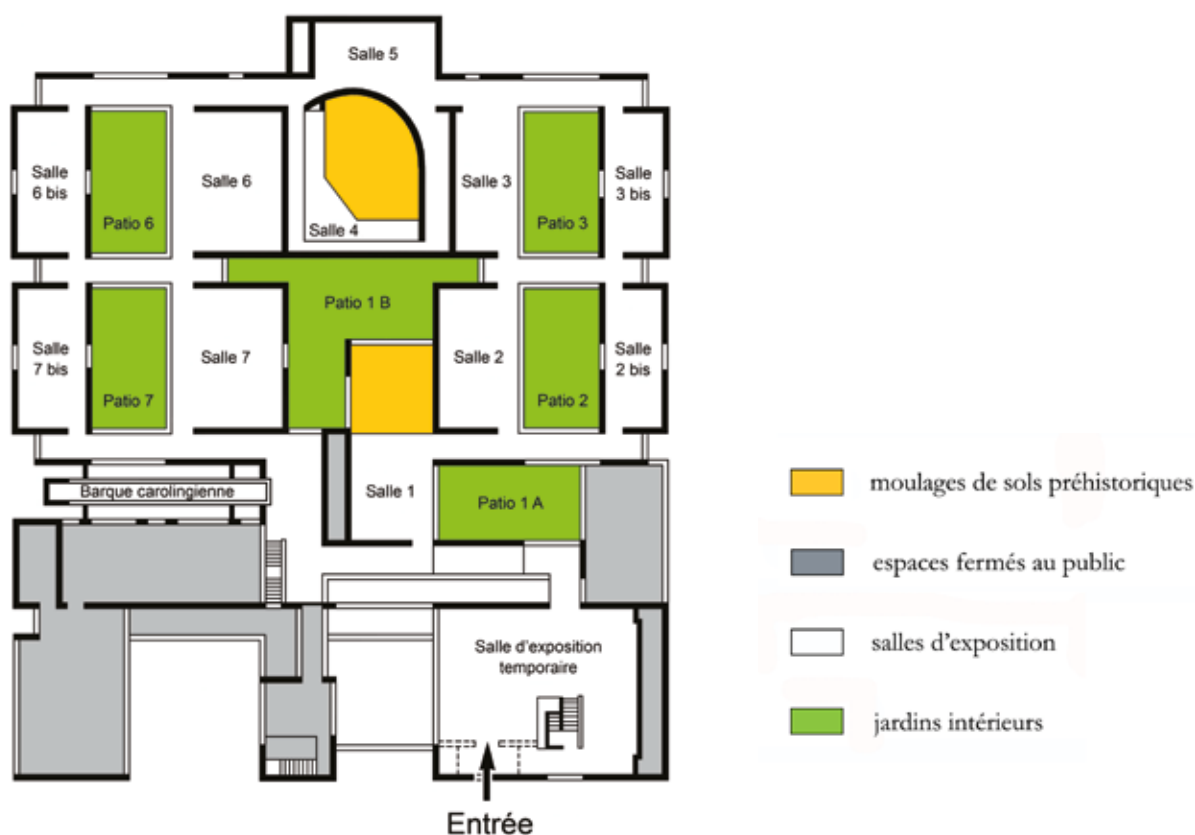 Salle 5
Salle
6 bis
Patio 6
Salle 6
Salle 4
Salle 3
Patio 3
Salle
3 bis
Patio 1 B
Salle
7 bis
Patio 7
Salle 7
Salle 2
Patio 2
Salle
2 bis
Barque carolingienne
Salle 1
Patio 1 A
Salle d'exposition
temporaire
Entrée
moulages de sols préhistoriques
espaces fermés au public
salles d'exposition
jardins intérieurs